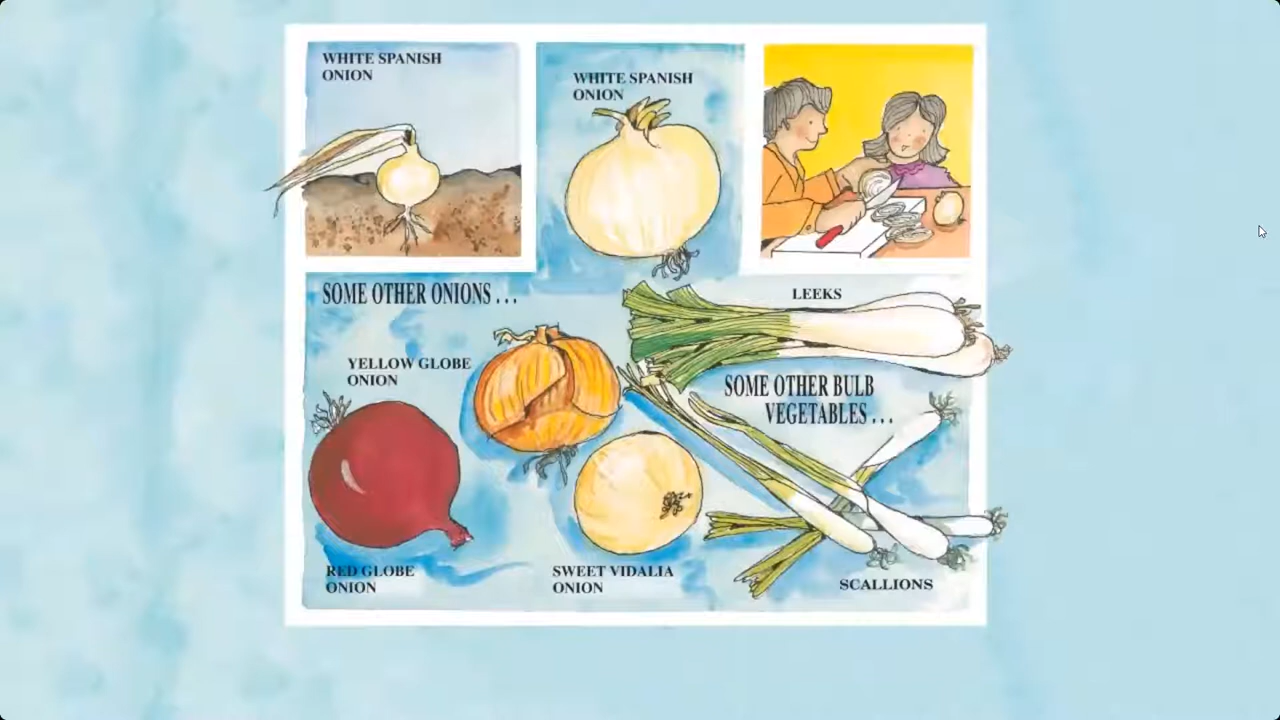 WHITE SPANISH
ONION
WHITE SPANISH
ONION
SOME OTHER ONIONS . . .
LEEKS
YELLOW GLOBE
ONION
SOME OTHER BULB
VEGETABLES . . .
RED GLOBE
ONION
SWEET VIDALIA
ONION
SCALLIONS